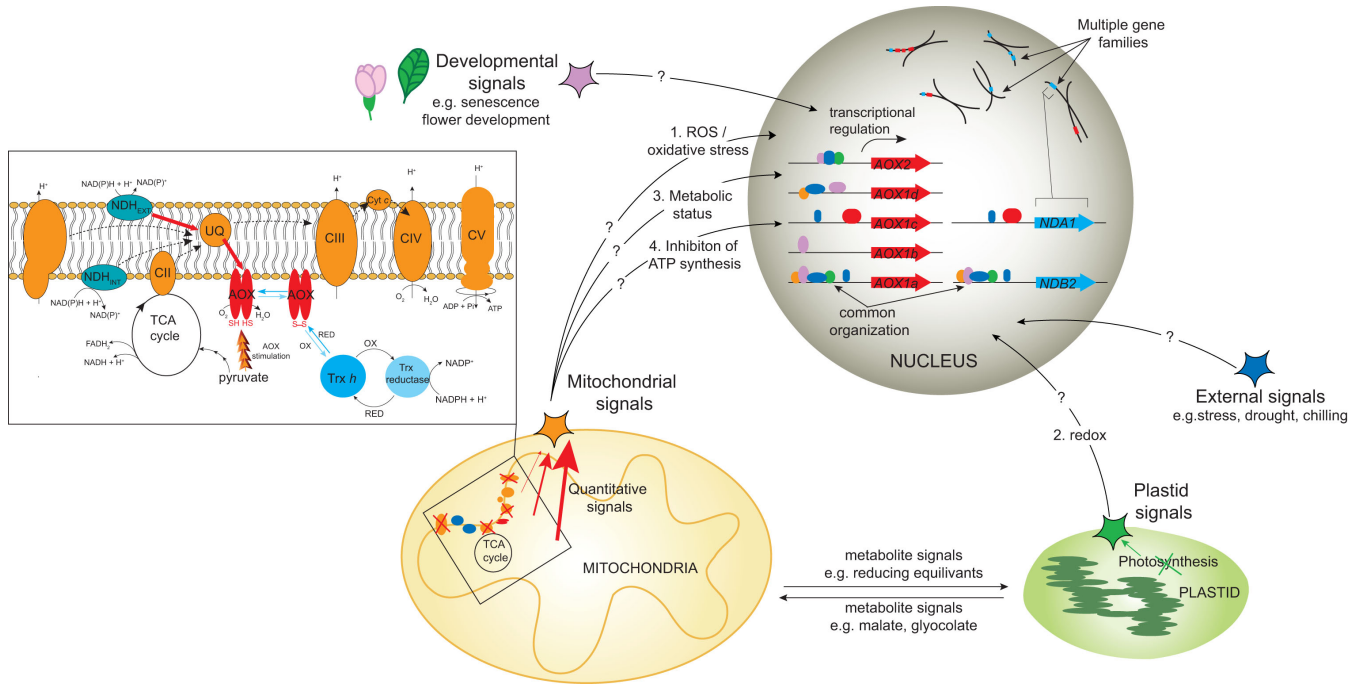 Developmental
signals
e.g. senescence
flower development
?
Multiple gene
families
transcriptional
regulation
AOX2
AOX1d
AOX1c
AOX1b
AOX1a
NDA1
NDB2
common
organization
NUCLEUS
1. ROS /
oxidative stress
3. Metabolic
status
4. Inhibiton of
ATP synthesis
?
?
?
H⁺
NAD(P)H + H⁺
NAD(P)⁺
NDH EXT
UQ
H⁺
CIII
Cyt c
H⁺
CIV
H⁺
CV
NDH INT
CII
NAD(P)H + H⁺
NAD(P)⁺
AOX
AOX
O₂
H₂O
SH HS
S–S
O₂
H₂O
ADP + Pi
ATP
TCA
cycle
FADH₂
NADH + H⁺
pyruvate
AOX
stimulation
RED
OX
Trx h
OX
RED
Trx
reductase
NADP⁺
NADPH + H⁺
Mitochondrial
signals
Quantitative
signals
TCA
cycle
MITOCHONDRIA
metabolite signals
e.g. reducing equilivants
metabolite signals
e.g. malate, glyocolate
?
External signals
e.g.stress, drought, chilling
?
2. redox
Plastid
signals
Photosynthesis
PLASTID